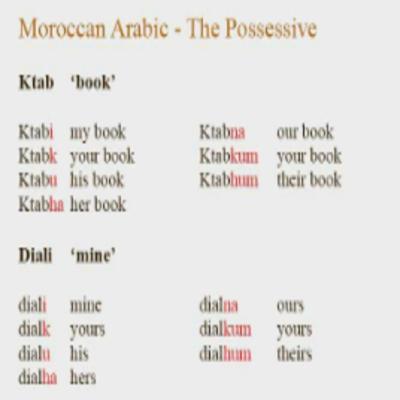 Moroccan Arabic - The Possessive
Ktab 'book'
Ktabi my book Ktabna our book
Ktabk your book Ktabkum your book
Ktabu his book Ktabhum their book
Ktabha her book
Diali 'mine'
diali mine dialna ours
dialk yours dialkum yours
dialu his dialhum theirs
dialha hers